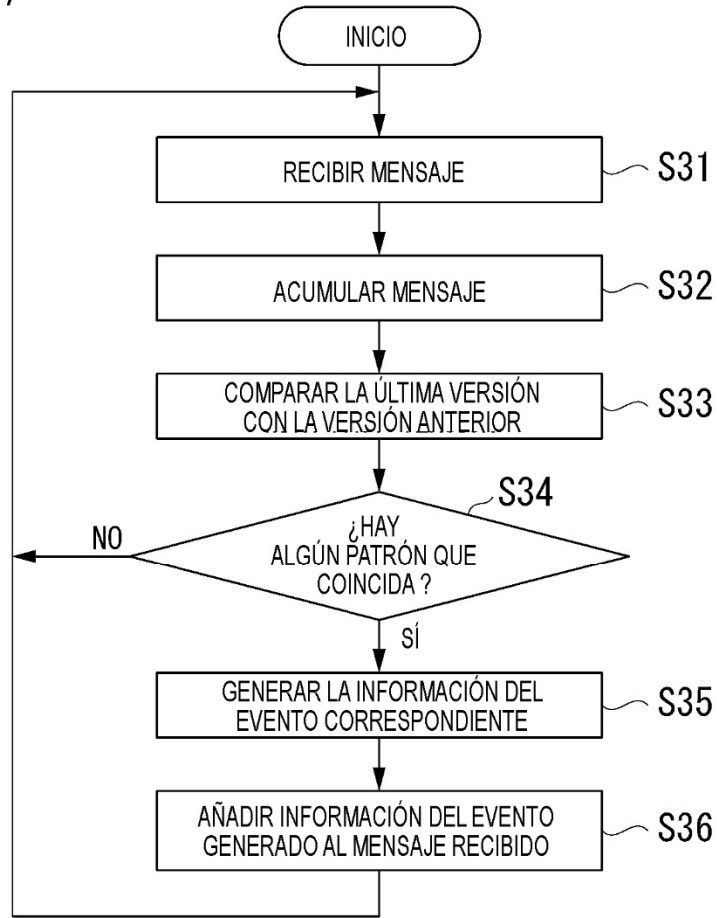 INICIO
RECIBIR MENSAJE
S31
ACUMULAR MENSAJE
S32
COMPARAR LA ÚLTIMA VERSIÓN
CON LA VERSIÓN ANTERIOR
S33
S34
¿HAY
ALGÚN PATRÓN QUE
COINCIDA ?
NO
SÍ
GENERAR LA INFORMACIÓN DEL
EVENTO CORRESPONDIENTE
S35
AÑADIR INFORMACIÓN DEL EVENTO
GENERADO AL MENSAJE RECIBIDO
S36